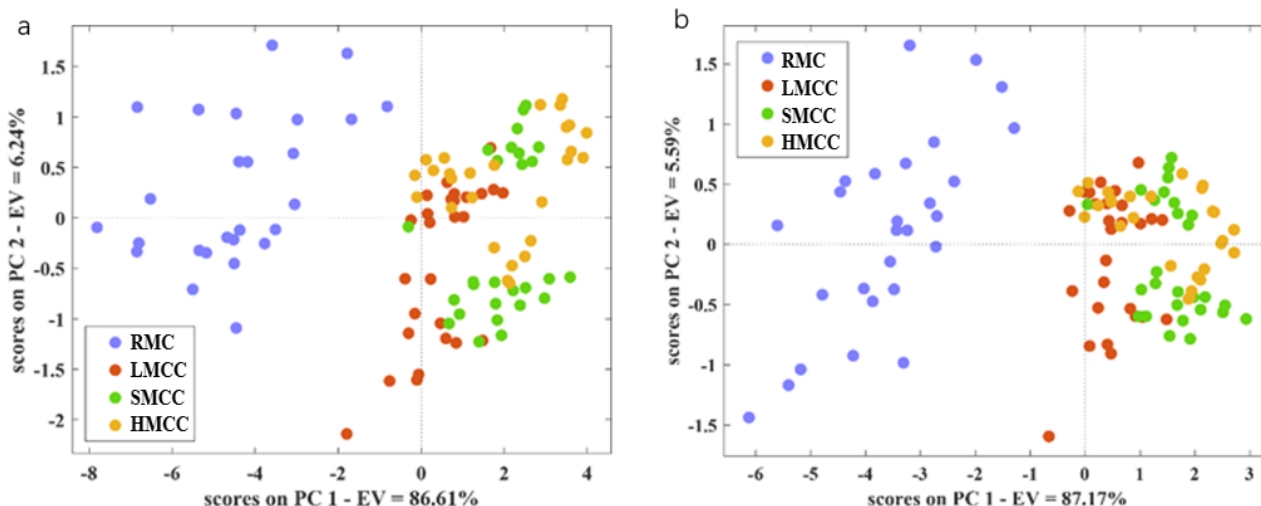 a
1.5
1
0.5
0
-0.5
-1
-1.5
-2
scores on PC 2 - EV = 6.24%
RMC
LMCC
SMCC
HMCC
-8
-6
-4
-2
0
2
4
scores on PC 1 - EV = 86.61%
b
1.5
1
0.5
0
-0.5
-1
-1.5
scores on PC 2 - EV = 5.59%
RMC
LMCC
SMCC
HMCC
-6
-5
-4
-3
-2
-1
0
1
2
3
scores on PC 1 - EV = 87.17%